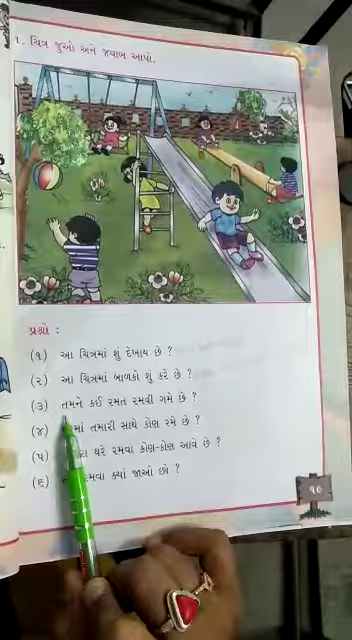 ૧. ચિત્ર જુઓ અને જવાબ આપો.
પ્રશ્નો :
(૧) આ ચિત્રમાં શું દેખાય છે ?
(૨) આ ચિત્રમાં બાળકો શું કરે છે ?
(૩) તમને કઈ રમત રમવી ગમે છે ?
(૪) તમારી સાથે કોણ રમે છે ?
(૫) ઘરે રમવા કોણ-કોણ આવે છે ?
(૬) રમવા ક્યાં જાઓ છો ?
૧૯